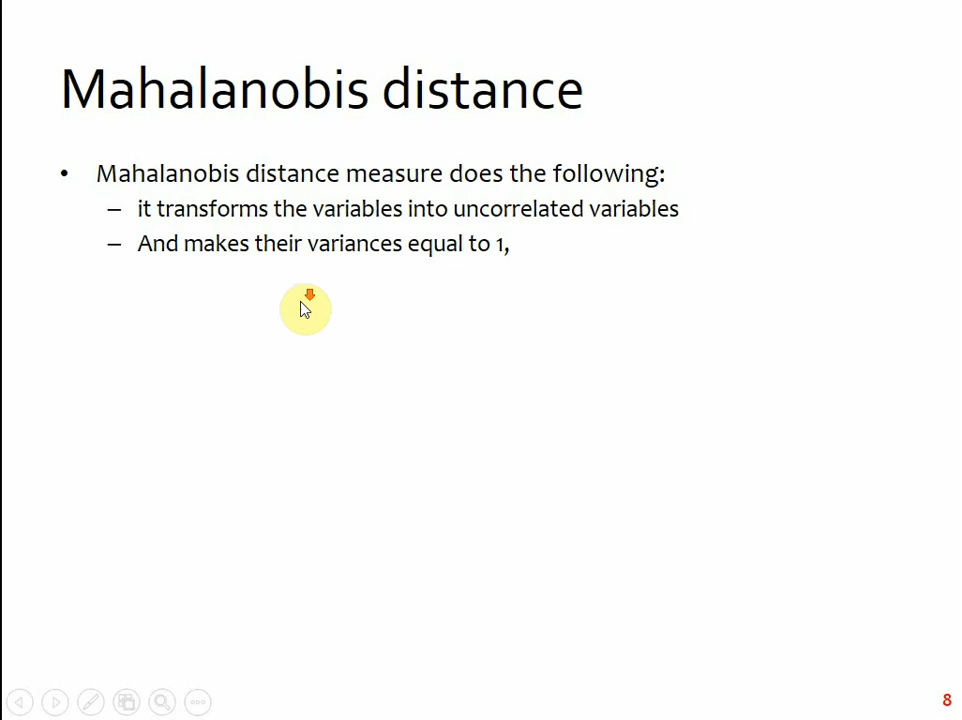 Mahalanobis distance
• Mahalanobis distance measure does the following:
– it transforms the variables into uncorrelated variables
– And makes their variances equal to 1,
8